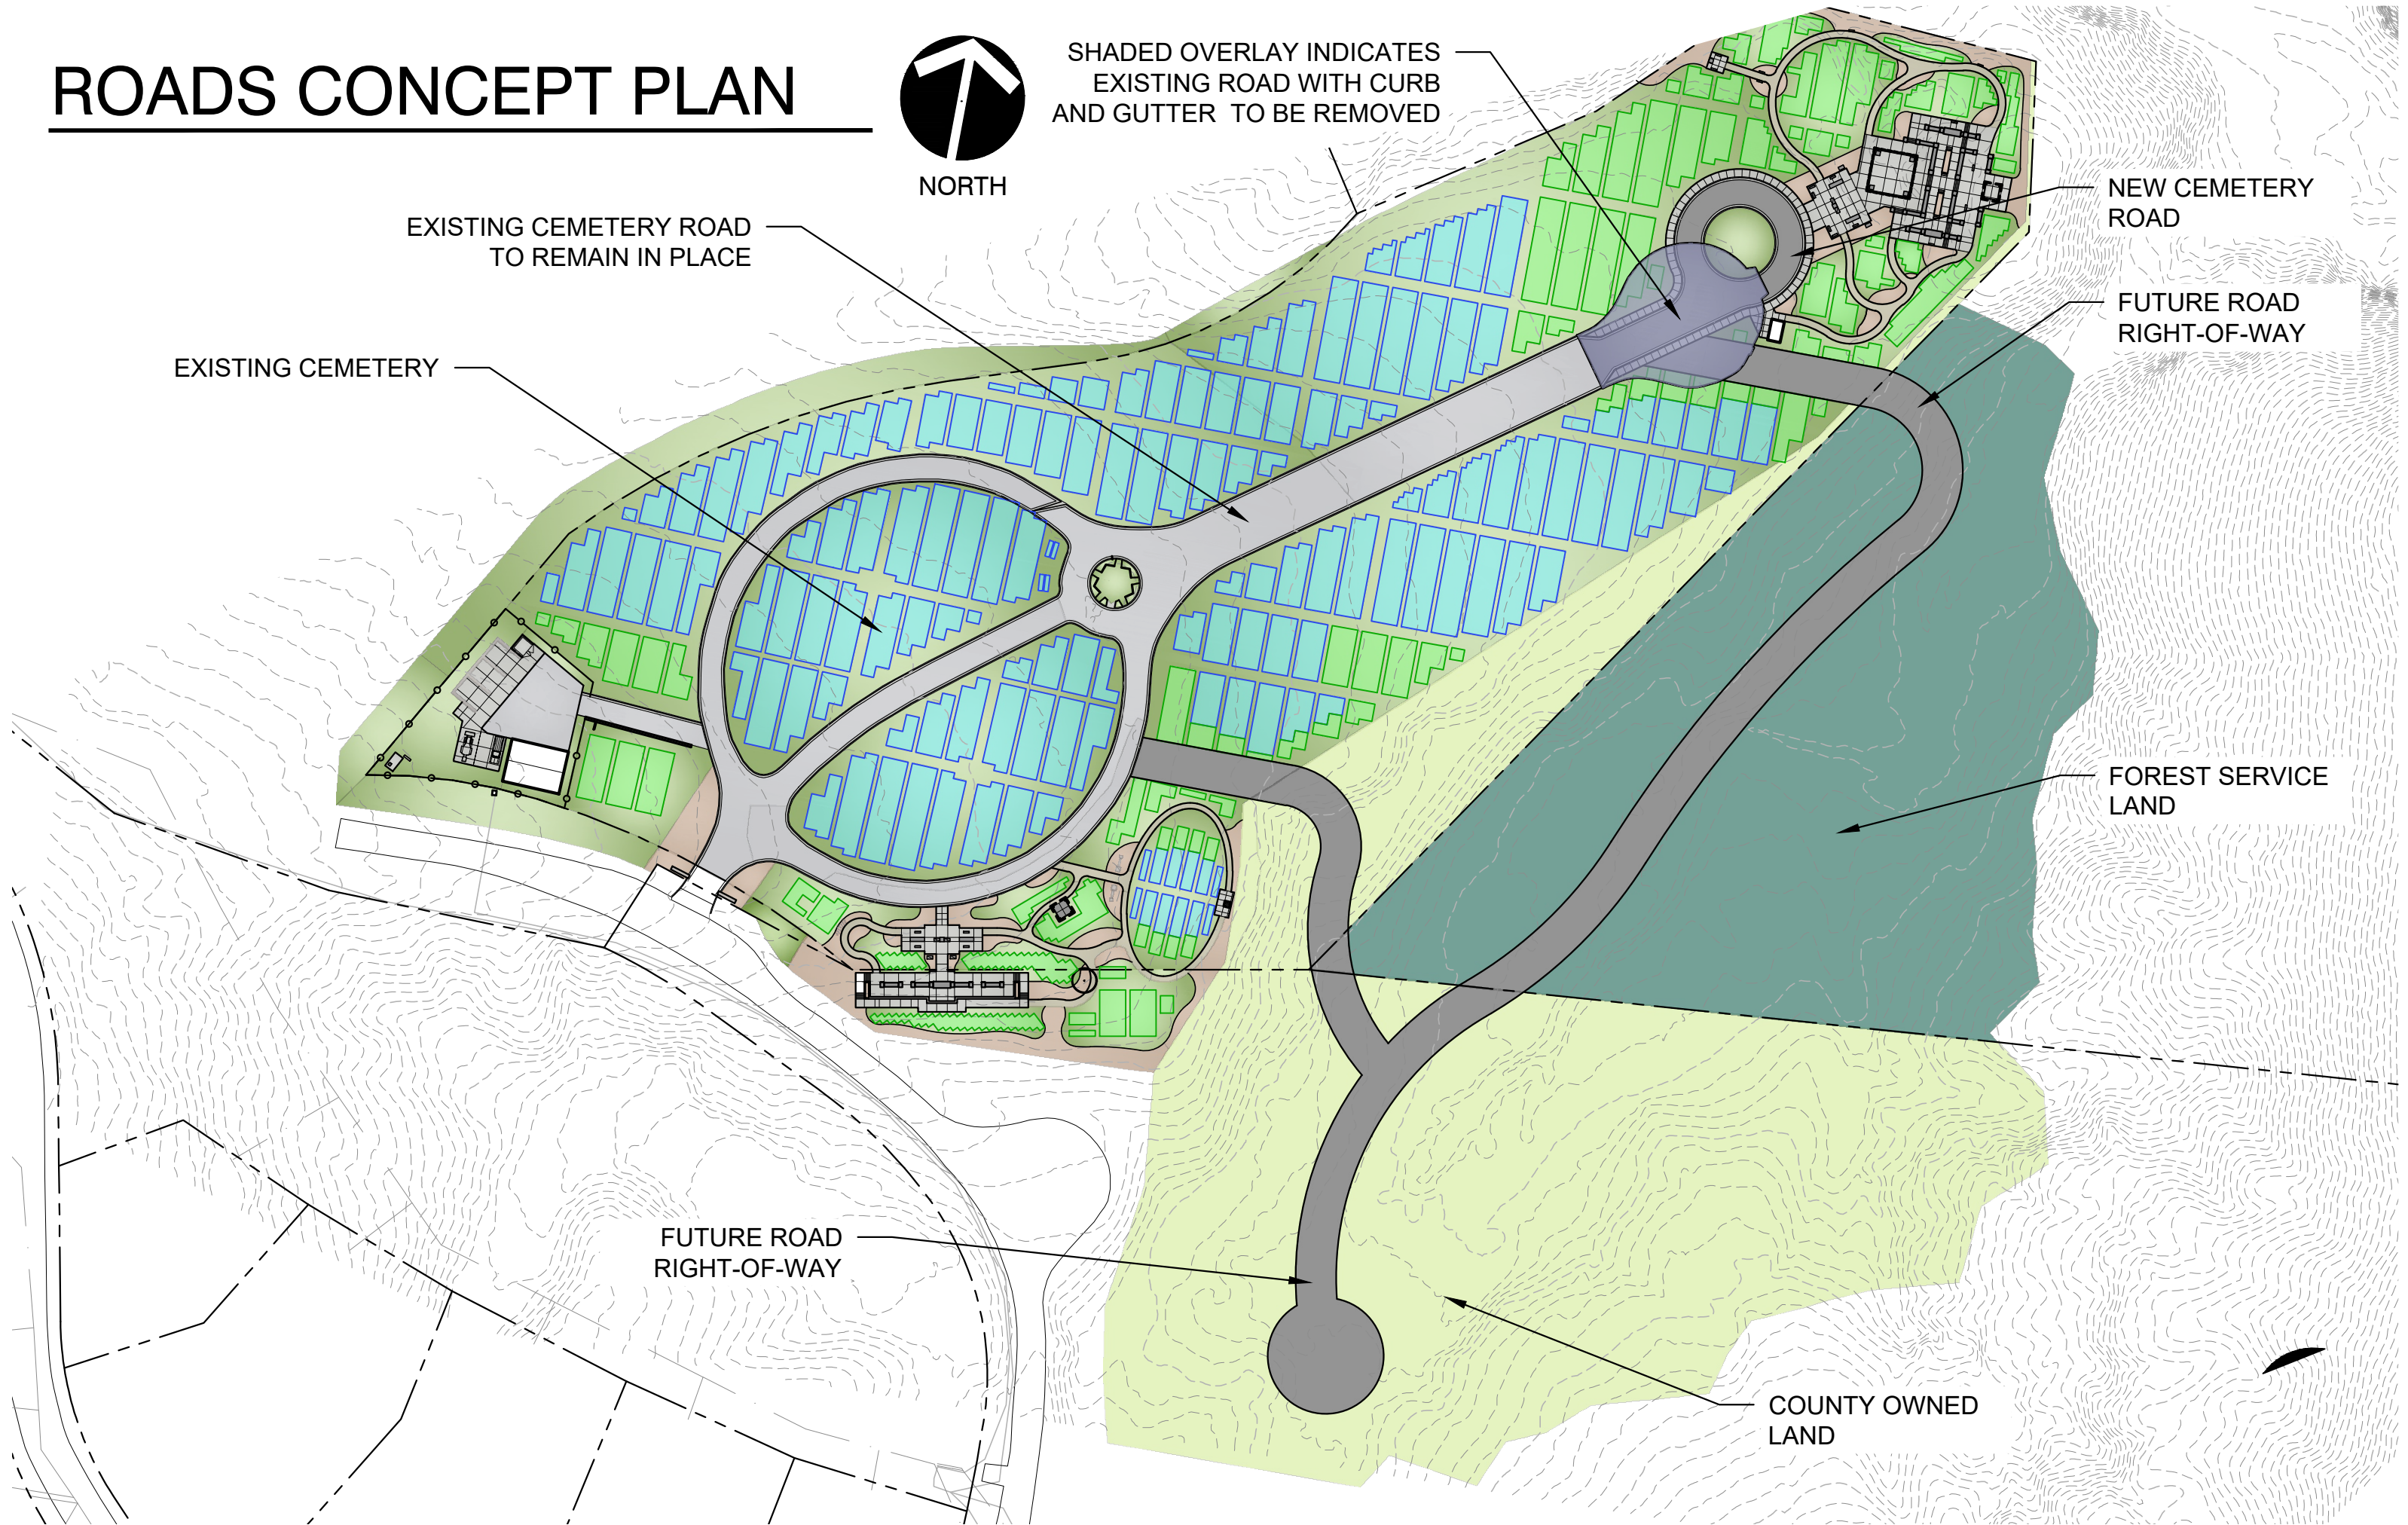 ROADS CONCEPT PLAN
NORTH
SHADED OVERLAY INDICATES
EXISTING ROAD WITH CURB
AND GUTTER TO BE REMOVED
EXISTING CEMETERY ROAD
TO REMAIN IN PLACE
EXISTING CEMETERY
NEW CEMETERY
ROAD
FUTURE ROAD
RIGHT-OF-WAY
FOREST SERVICE
LAND
FUTURE ROAD
RIGHT-OF-WAY
COUNTY OWNED
LAND